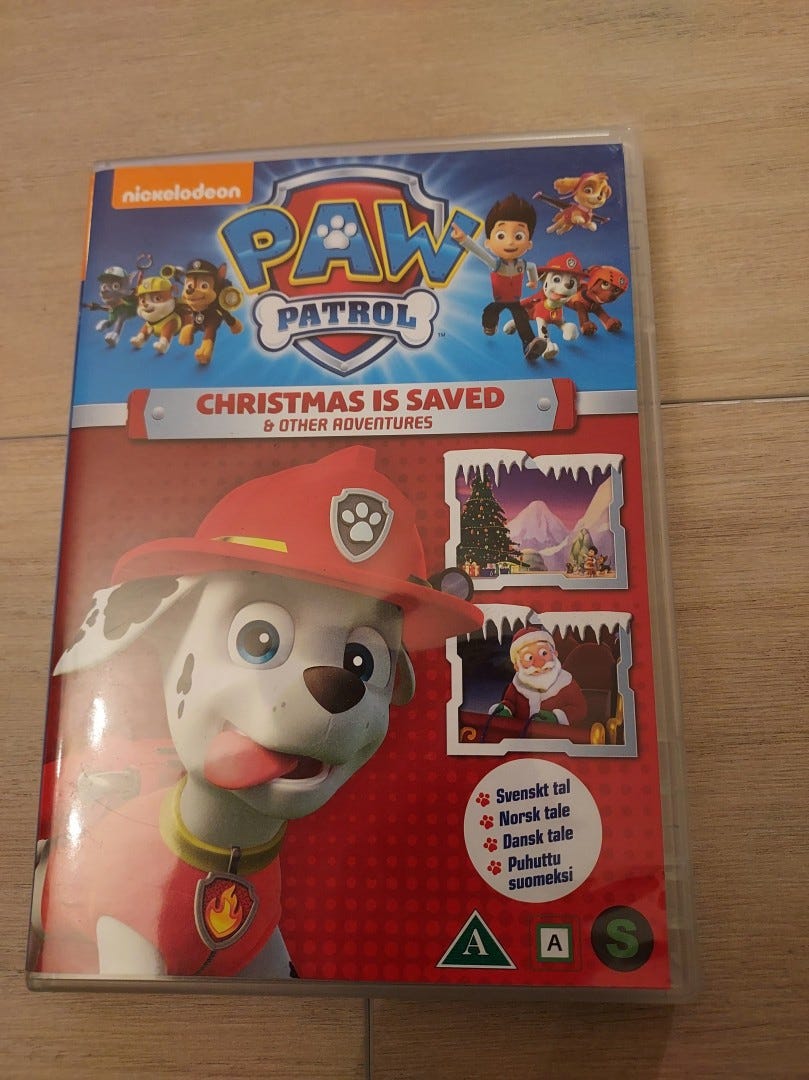 nickelodeon
PAW
PATROL
TM
CHRISTMAS IS SAVED
& OTHER ADVENTURES
Svenskt tal
Norsk tale
Dansk tale
Puhuttu
suomeksi
A
A
S